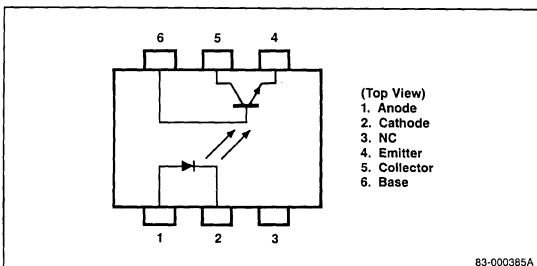 6 5 4
(Top View)
1. Anode
2. Cathode
3. NC
4. Emitter
5. Collector
6. Base
1 2 3
83-000385A